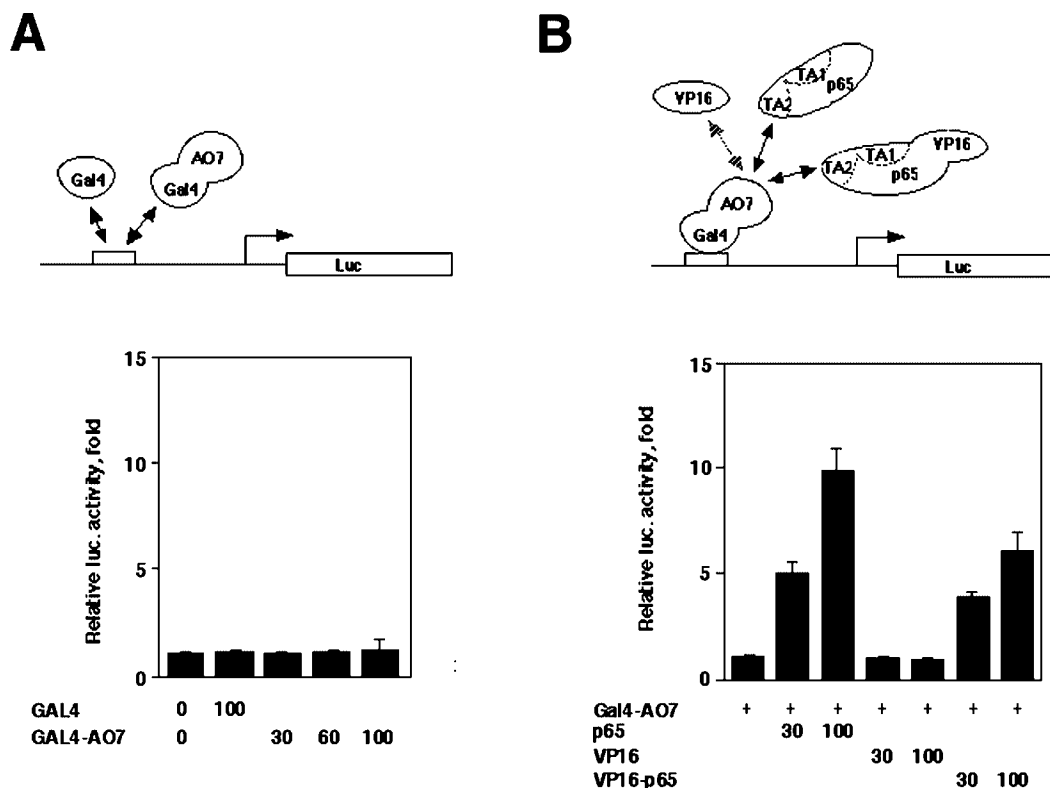 A
AO7
Gal4
Gal4
Luc
15
10
5
0
Relative luc. activity, fold
GAL4 0 100
GAL4-AO7 0 30 60 100
B
VP16
TA1
p65
TA2
TA1
VP16
TA2
p65
AO7
Gal4
Luc
15
10
5
0
Relative luc. activity, fold
Gal4-AO7 + + + + + + +
p65 30 100
VP16 30 100
VP16-p65 30 100